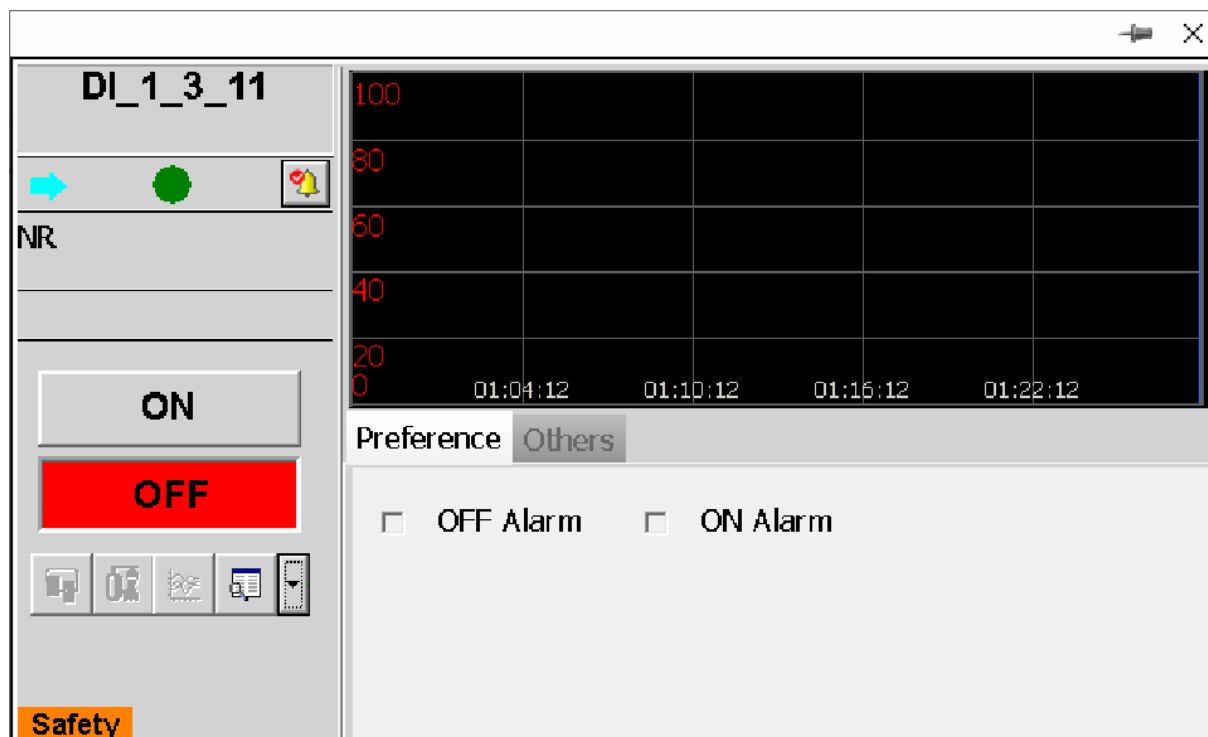 DI_1_3_11
NR
ON
OFF
Safety
100
80
60
40
20
0
01:04:12 01:10:12 01:16:12 01:22:12
Preference Others
OFF Alarm ON Alarm